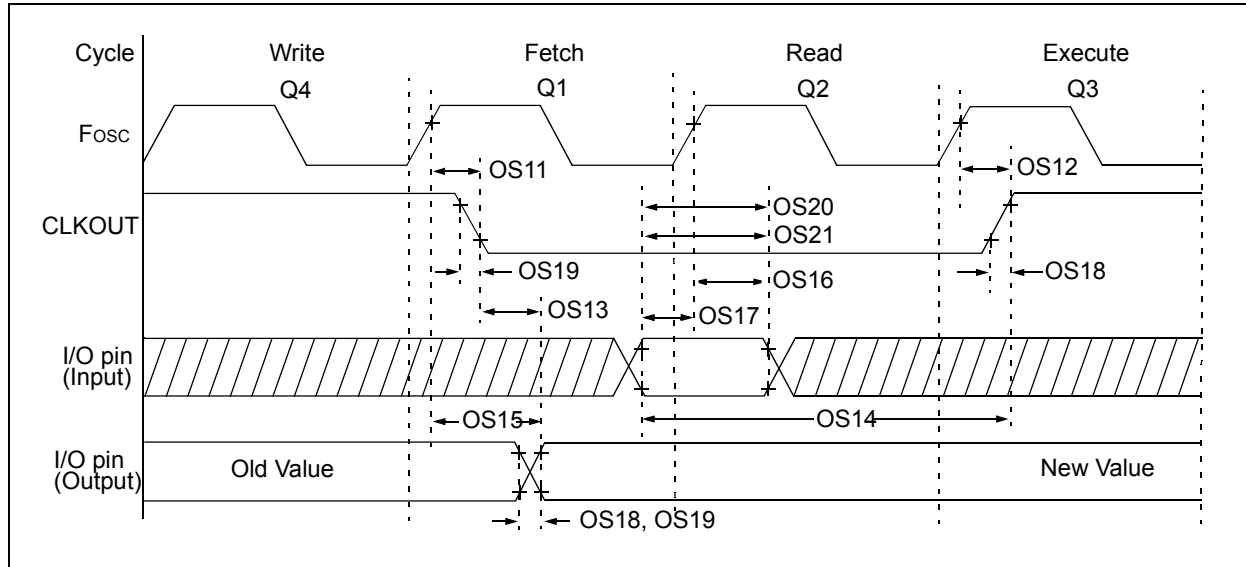 Cycle Write Fetch Read Execute
Q4 Q1 Q2 Q3
Fosc
OS11 OS12
CLKOUT
OS20
OS21
OS19 OS16 OS18
OS13 OS17
I/O pin
(Input)
OS15 OS14
I/O pin
(Output)
Old Value New Value
OS18, OS19